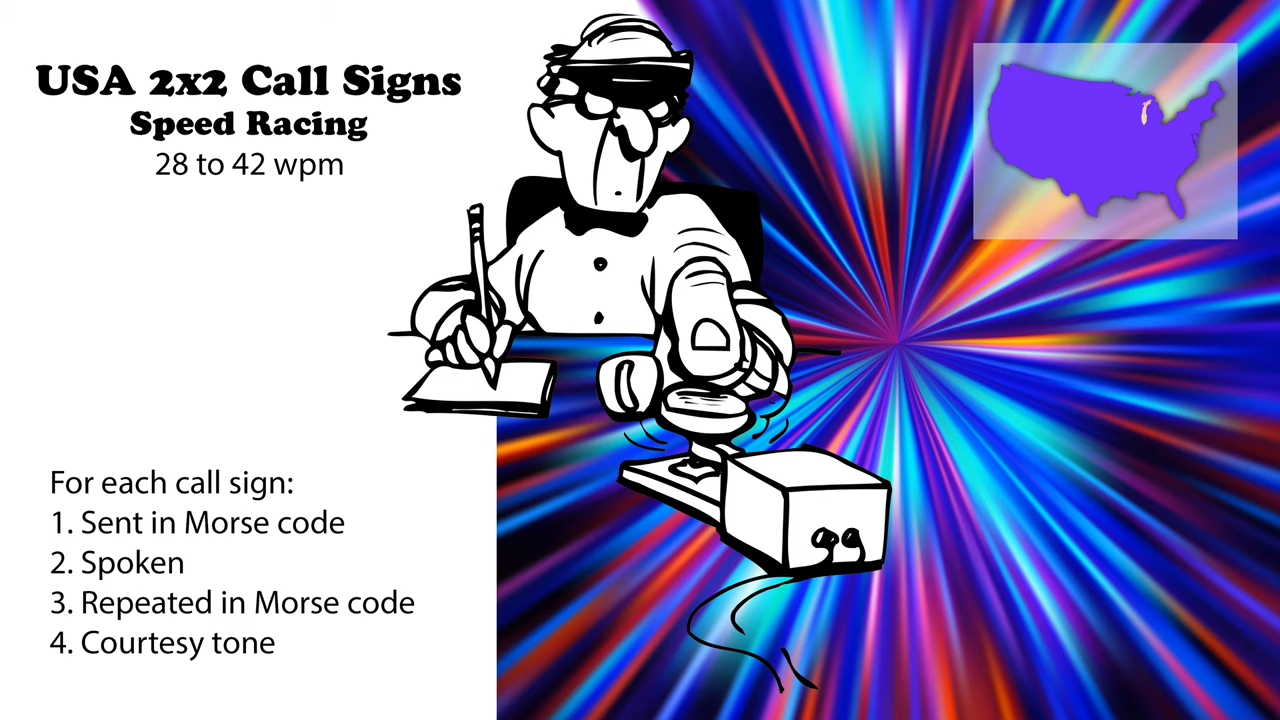 USA 2x2 Call Signs
Speed Racing
28 to 42 wpm
For each call sign:
1. Sent in Morse code
2. Spoken
3. Repeated in Morse code
4. Courtesy tone